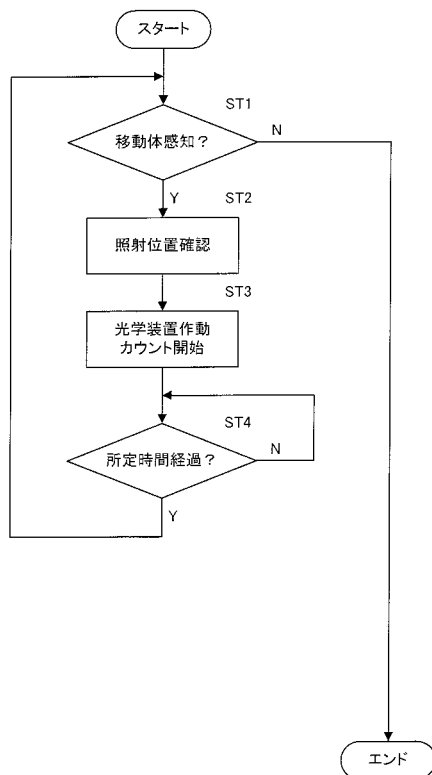 スタート
ST1
移動体感知？
N
Y
ST2
照射位置確認
ST3
光学装置作動
カウント開始
ST4
所定時間経過？
N
Y
エンド